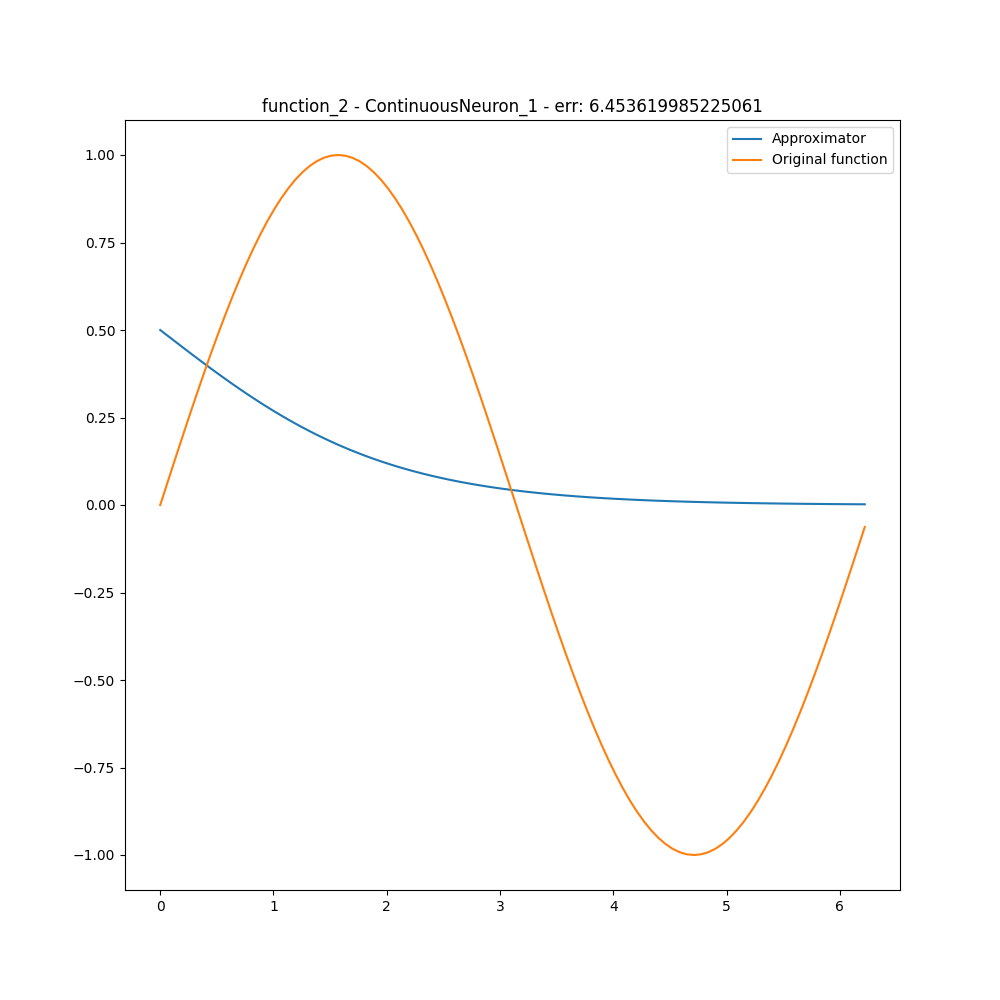 function_2 - ContinuousNeuron_1 - err: 6.453619985225061
Approximator
Original function
1.00
0.75
0.50
0.25
0.00
−0.25
−0.50
−0.75
−1.00
0 1 2 3 4 5 6